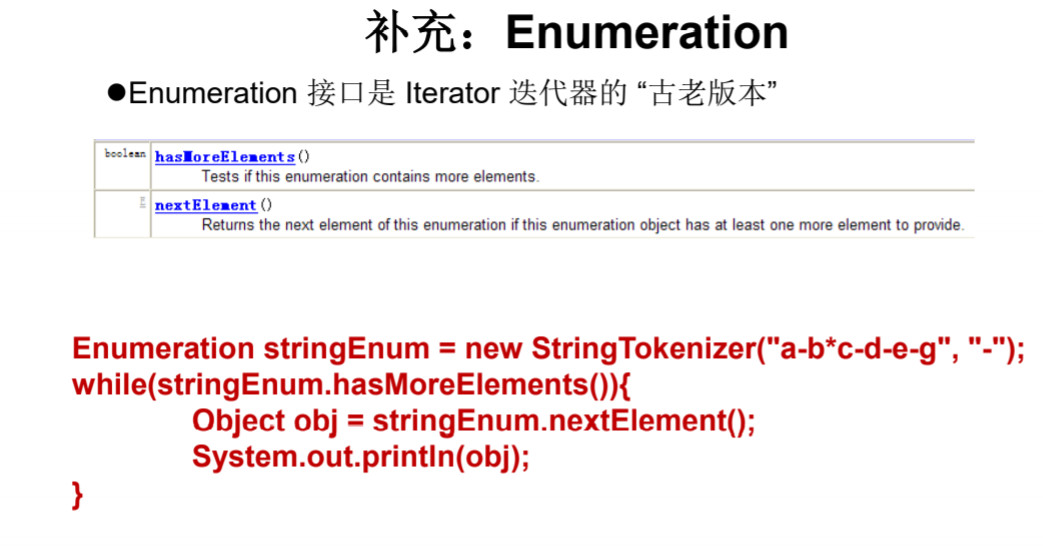 补充：Enumeration
●Enumeration 接口是 Iterator 迭代器的 “古老版本”
boolean hasMoreElements()
Tests if this enumeration contains more elements.
nextElement()
Returns the next element of this enumeration if this enumeration object has at least one more element to provide.
Enumeration stringEnum = new StringTokenizer("a-b*c-d-e-g", "-");
while(stringEnum.hasMoreElements()){
Object obj = stringEnum.nextElement();
System.out.println(obj);
}